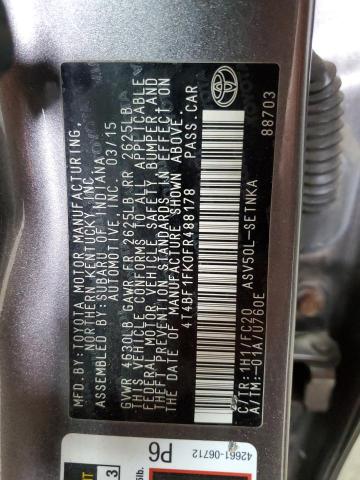 MFD. BY: TOYOTA MOTOR MANUFACTURING,
NORTHERN KENTUCKY, INC.
MFD BY: SUBARU OF INDIANA
AUTOMOTIVE, INC. 03/15
GVWR 4630LB GAWR FR 2625LB RR 2625LB
THIS VEHICLE CONFORMS TO ALL APPLICABLE
FEDERAL MOTOR VEHICLE SAFETY, BUMPER AND
THEFT PREVENTION STANDARDS IN EFFECT ON
THE DATE OF MANUFACTURE SHOWN ABOVE.
4T4BF1FK0FR488178 PASS.CAR
C/TR:1H1/FC20 ASV50L-SETNKA
A/TM:-01A/U760E
88703
P6
42661-06712
3